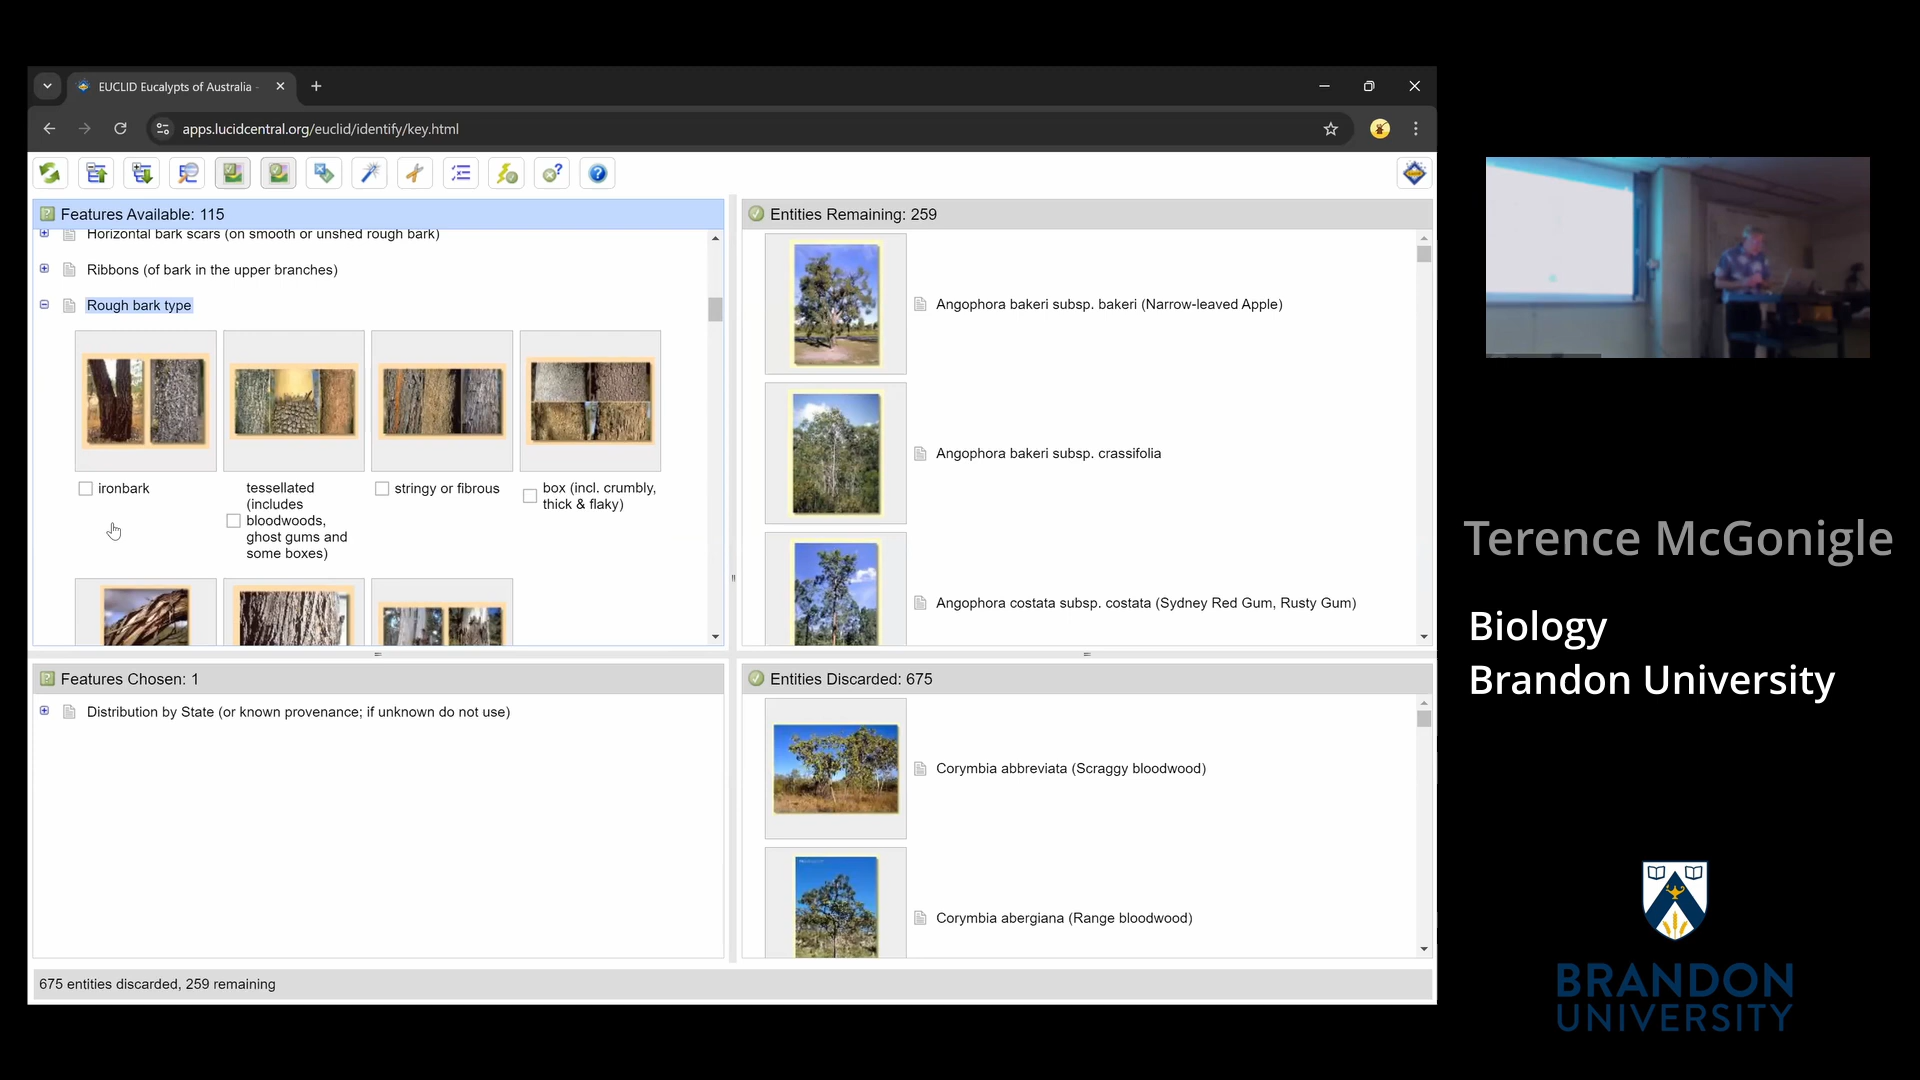 EUCLID Eucalypts of Australia -
apps.lucidcentral.org/euclid/identify/key.html
Features Available: 115
Horizontal bark scars (on smooth or unshed rough bark)
Ribbons (of bark in the upper branches)
Rough bark type
ironbark
tessellated
(includes
bloodwoods,
ghost gums and
some boxes)
stringy or fibrous
box (incl. crumbly,
thick & flaky)
Entities Remaining: 259
Angophora bakeri subsp. bakeri (Narrow-leaved Apple)
Angophora bakeri subsp. crassifolia
Angophora costata subsp. costata (Sydney Red Gum, Rusty Gum)
Features Chosen: 1
Distribution by State (or known provenance; if unknown do not use)
Entities Discarded: 675
Corymbia abbreviata (Scraggy bloodwood)
Corymbia abergiana (Range bloodwood)
675 entities discarded, 259 remaining
Terence McGonigle
Biology
Brandon University
BRANDON
UNIVERSITY